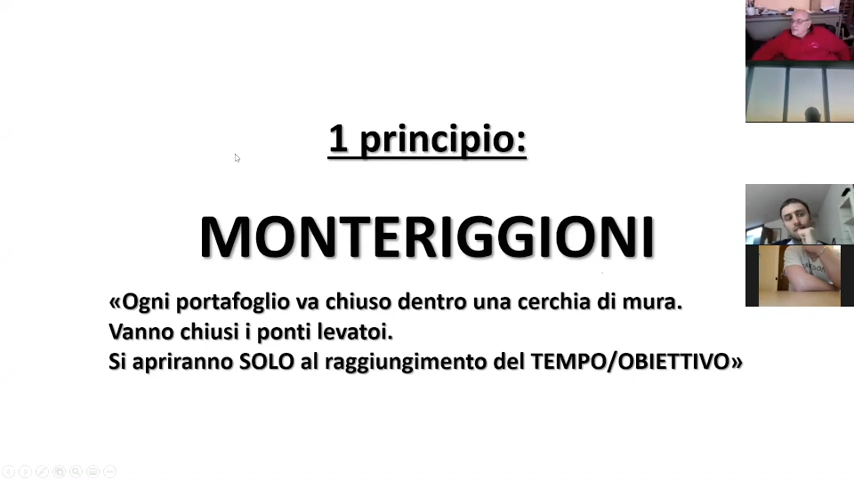 1 principio:
MONTERIGGIONI
«Ogni portafoglio va chiuso dentro una cerchia di mura.
Vanno chiusi i ponti levatoi.
Si apriranno SOLO al raggiungimento del TEMPO/OBIETTIVO»